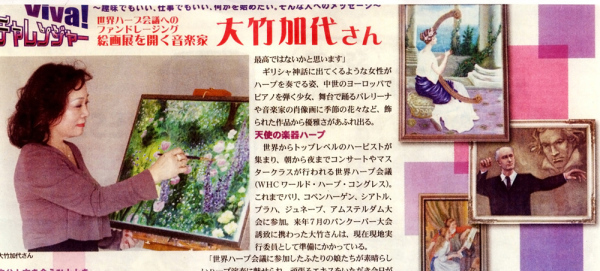 〜趣味でもいい、仕事でもいい、何かを始めたい。そんな人へのメッセージ〜
Viva!
チャレンジャー
世界ハープ会議への
ファンドレージング
絵画展を開く音楽家
大竹加代さん
大竹加代さん
最高ではないかと思います」
ギリシャ神話に出てくるような女性が
ハープを奏でる姿、中世のヨーロッパで
ピアノを弾く少女、舞台で踊るバレリーナ
や音楽家の肖像画に季節の花々など、飾
られた作品から優雅さがあふれ出る。
天使の楽器ハープ
世界からトップレベルのハーピストが
集まり、朝から夜までコンサートやマス
タークラスが行われる世界ハープ会議
(WHC ワールド・ハープ・コングレス)。
これまでパリ、コペンハーゲン、シアトル、
プラハ、ジュネーブ、アムステルダム大
会に参加。来年7月のバンクーバー大会
誘致に携わった大竹さんは、現在現地実
行委員として準備にかかっている。
「世界ハープ会議に参加したふたりの娘たちが素晴らし